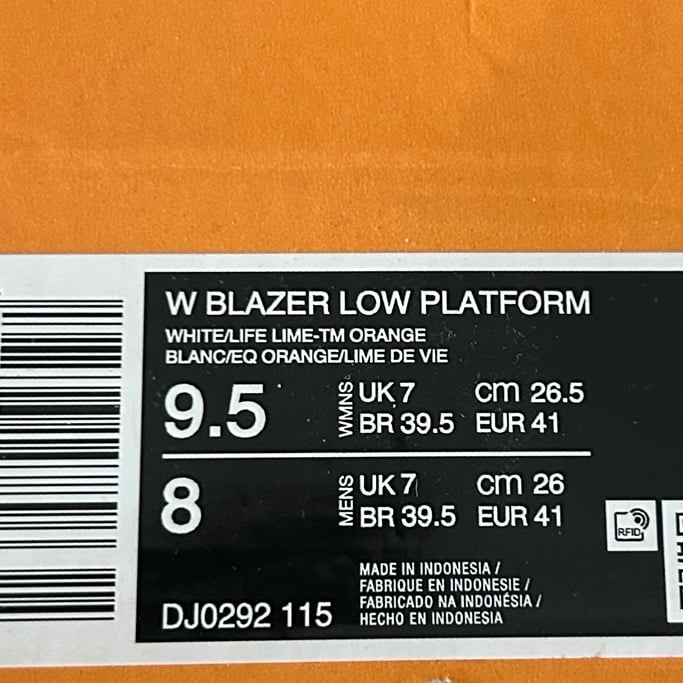 W BLAZER LOW PLATFORM
WHITE/LIFE LIME-TM ORANGE
BLANC/EQ ORANGE/LIME DE VIE
9.5 WMNS UK 7 cm 26.5
BR 39.5 EUR 41
8 MENS UK 7 cm 26
BR 39.5 EUR 41
RFID
MADE IN INDONESIA /
FABRIQUE EN INDONESIE /
FABRICADO NA INDONÉSIA /
HECHO EN INDONESIA
DJ0292 115